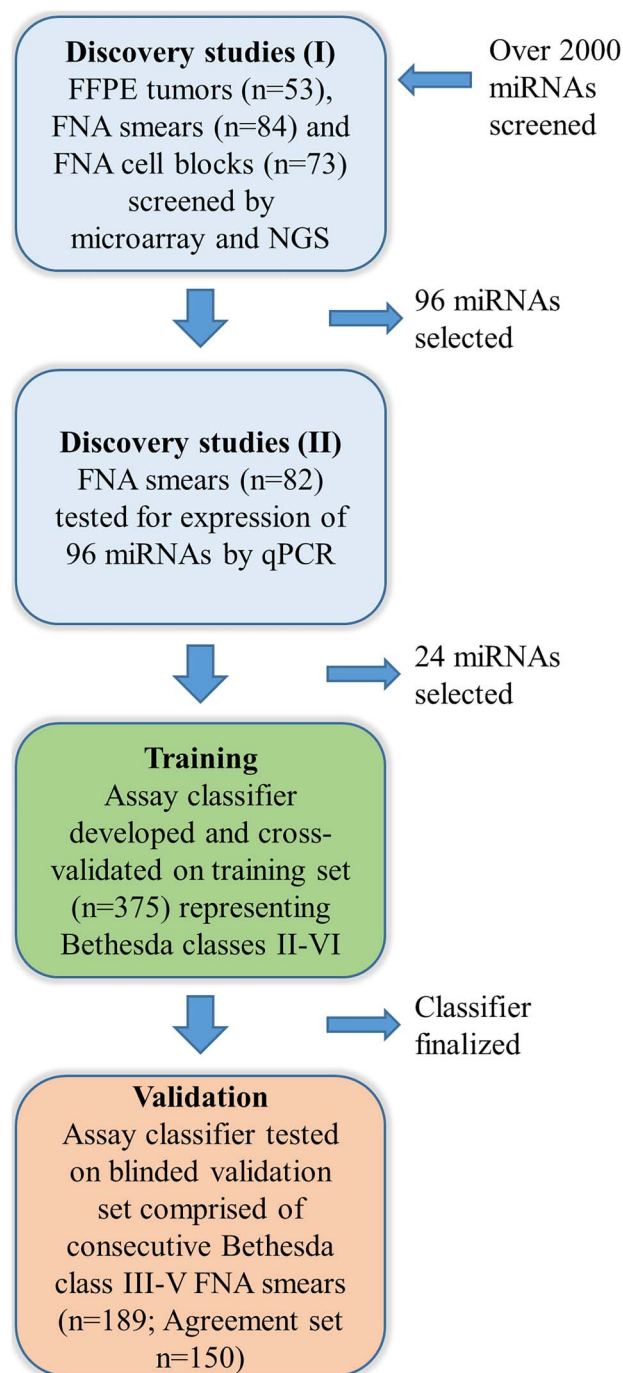 Discovery studies (I)
FFPE tumors (n=53),
FNA smears (n=84) and
FNA cell blocks (n=73)
screened by
microarray and NGS
Over 2000
miRNAs
screened
96 miRNAs
selected
Discovery studies (II)
FNA smears (n=82)
tested for expression of
96 miRNAs by qPCR
24 miRNAs
selected
Training
Assay classifier
developed and cross-
validated on training set
(n=375) representing
Bethesda classes II-VI
Classifier
finalized
Validation
Assay classifier tested
on blinded validation
set comprised of
consecutive Bethesda
class III-V FNA smears
(n=189; Agreement set
n=150)